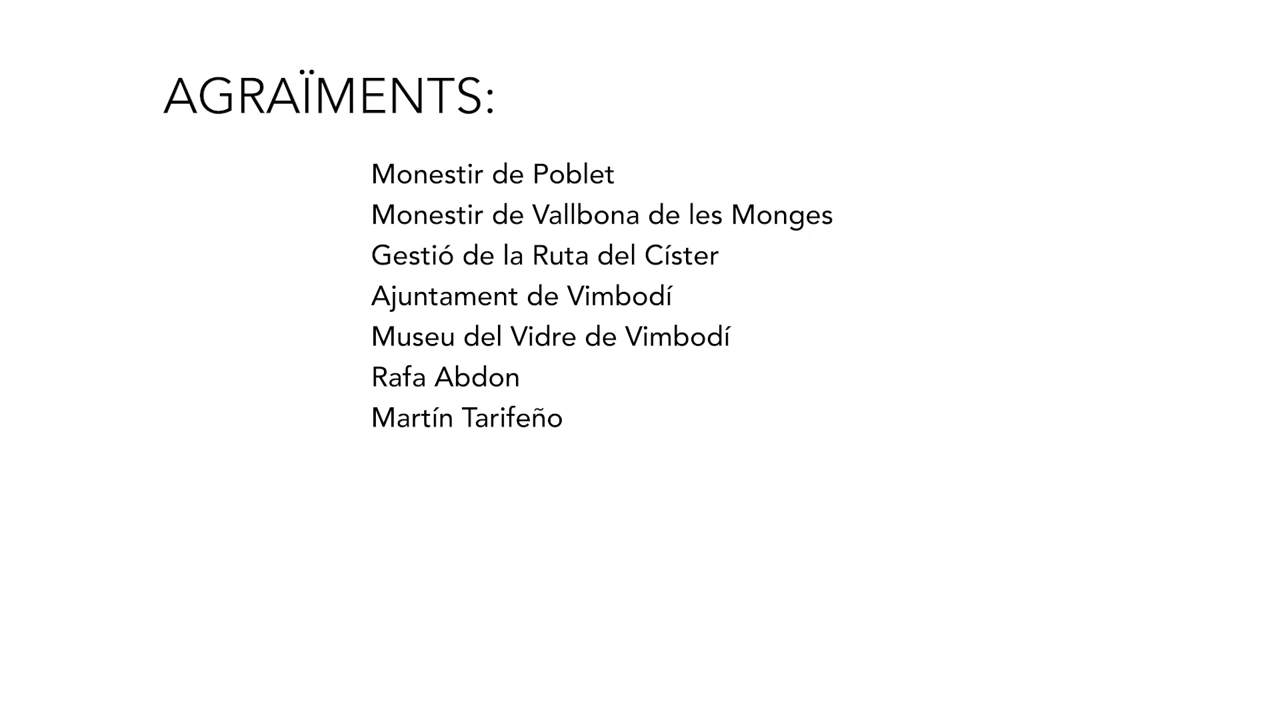 AGRAÏMENTS:
Monestir de Poblet
Monestir de Vallbona de les Monges
Gestió de la Ruta del Císter
Ajuntament de Vimbodí
Museu del Vidre de Vimbodí
Rafa Abdon
Martín Tarifeño